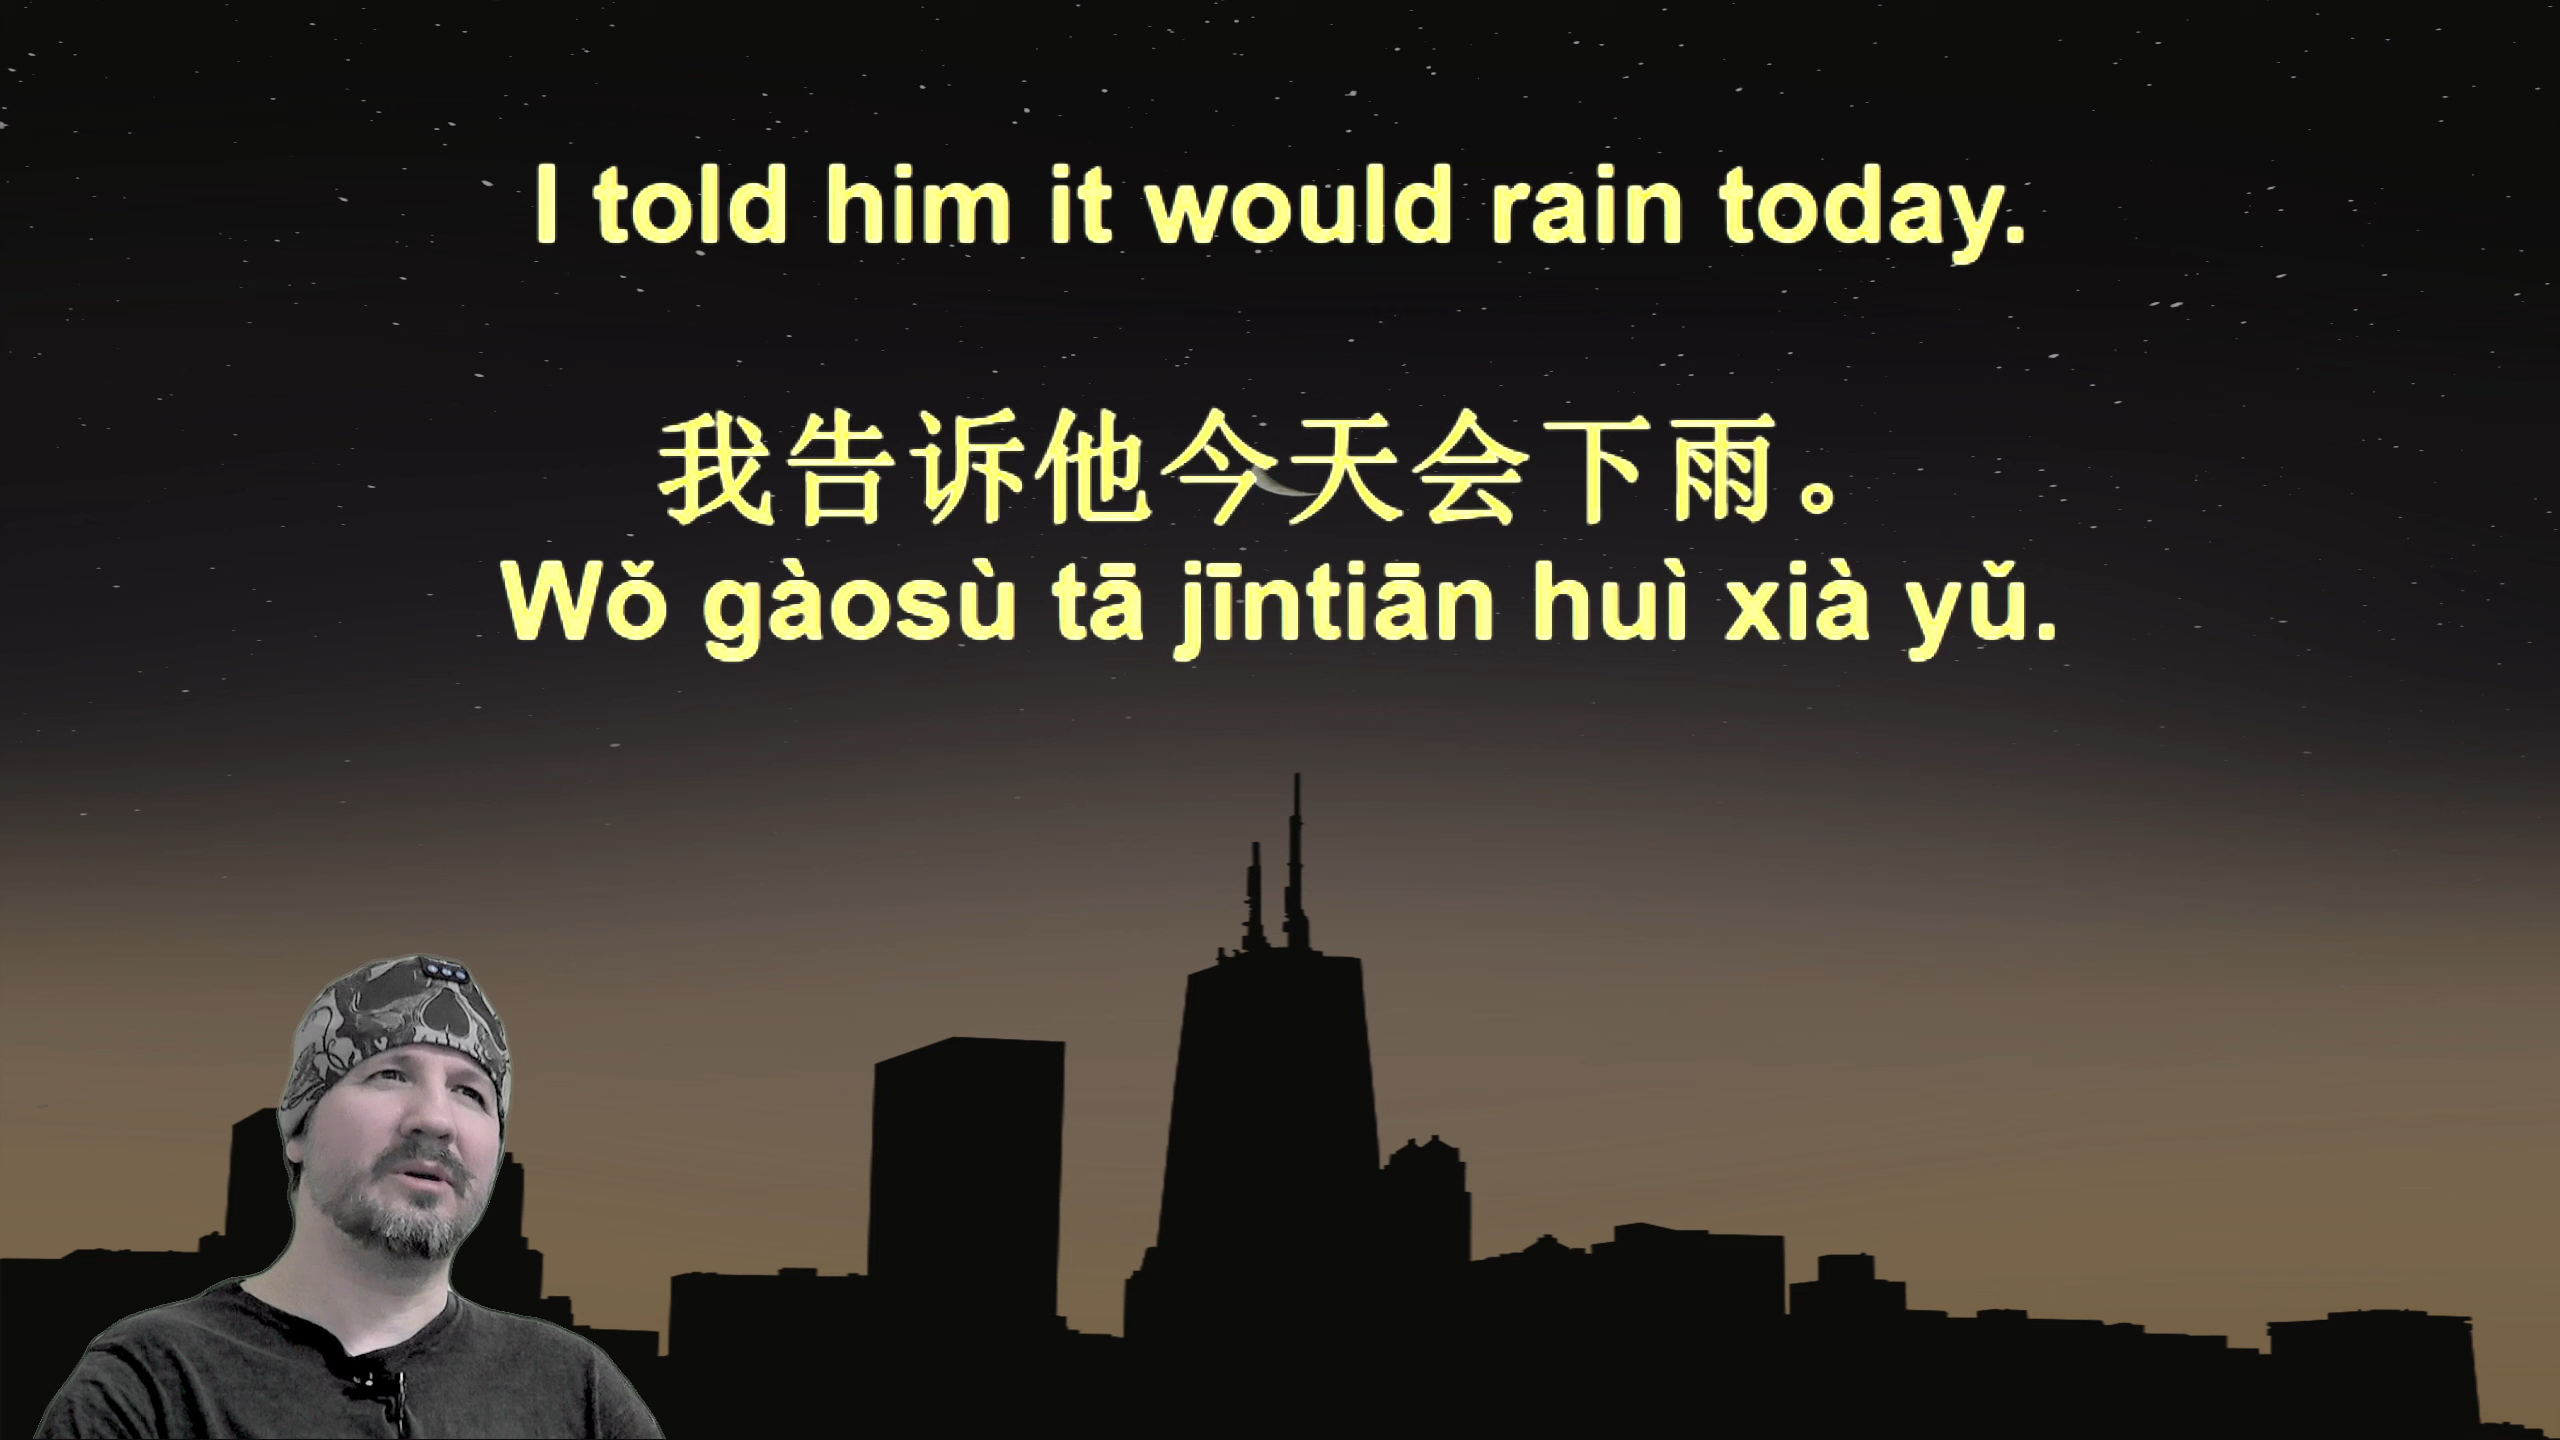 I told him it would rain today.
我告诉他今天会下雨。
Wǒ gàosù tā jīntiān huì xià yǔ.